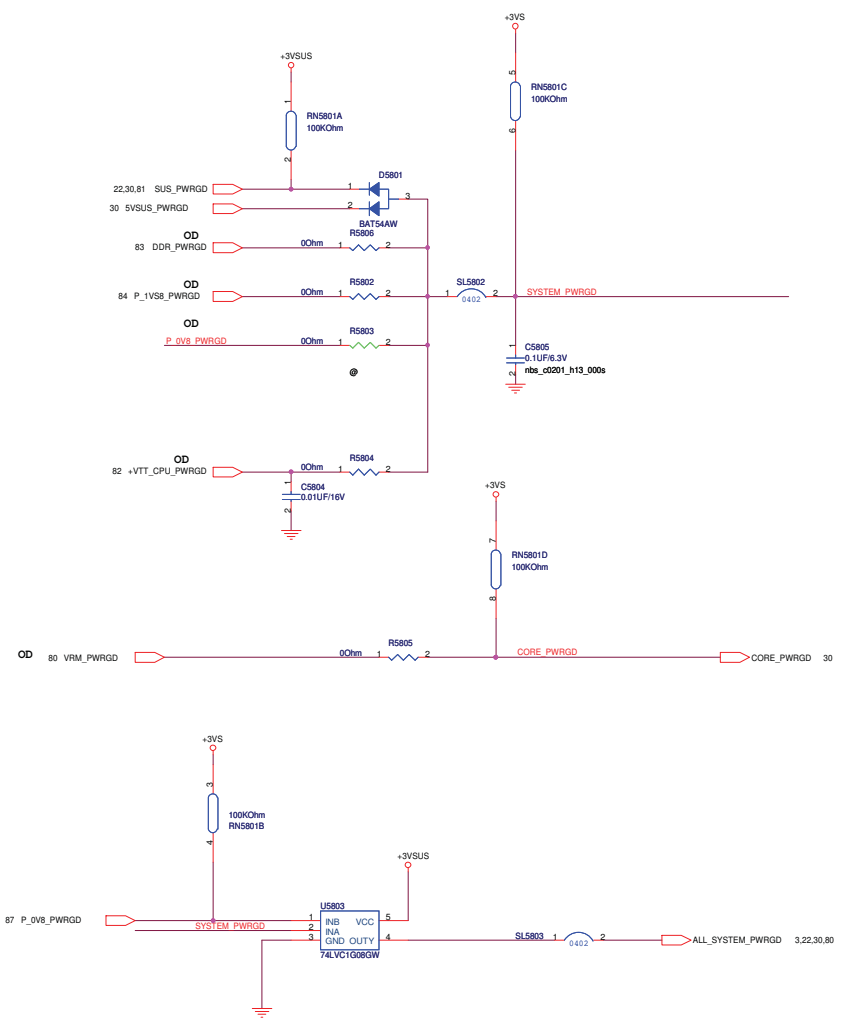 +3VS
5
RN5801C
100KOhm
6
+3VSUS
1
RN5801A
100KOhm
2
D5801
22,30,81 SUS_PWRGD
1
3
30 5VSUS_PWRGD
2
BAT54AW
OD
R5806
83 DDR_PWRGD
0Ohm 1 2
OD
R5802
SL5802
84 P_1VS8_PWRGD
0Ohm 1 2
1 0402 2
SYSTEM_PWRGD
OD
R5803
P_0V8_PWRGD
0Ohm 1 2
@
1
C5805
0.1UF/6.3V
2
nbs_c0201_h13_000s
OD
R5804
82 +VTT_CPU_PWRGD
0Ohm 1 2
1
C5804
0.01UF/16V
2
+3VS
7
RN5801D
100KOhm
8
R5805
OD 80 VRM_PWRGD
0Ohm 1 2
CORE_PWRGD
CORE_PWRGD 30
+3VS
3
100KOhm
RN5801B
4
+3VSUS
U5803
87 P_0V8_PWRGD
1 INB VCC 5
SYSTEM_PWRGD
2 INA
3 GND OUTY 4
74LVC1G08GW
SL5803 1 0402 2
ALL_SYSTEM_PWRGD 3,22,30,80